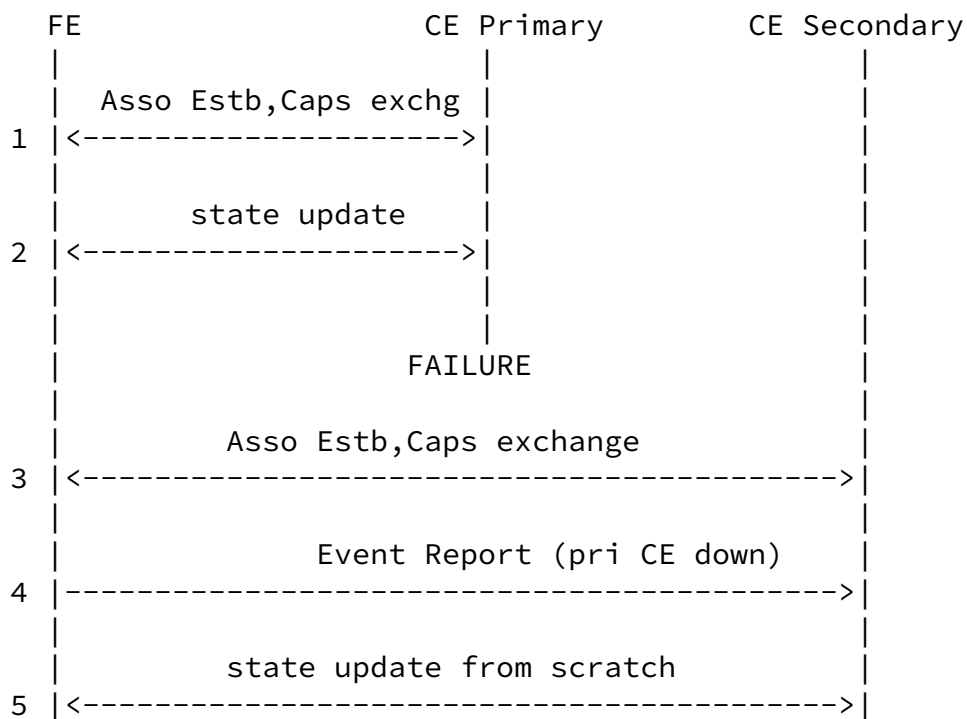 FE CE Primary CE Secondary
Asso Estb,Caps exchg
1 |<--------------------->|
state update
2 |<--------------------->|
FAILURE
Asso Estb,Caps exchange
3 |<------------------------------------------>|
Event Report (pri CE down)
4 |------------------------------------------->|
state update from scratch
5 |<------------------------------------------>|